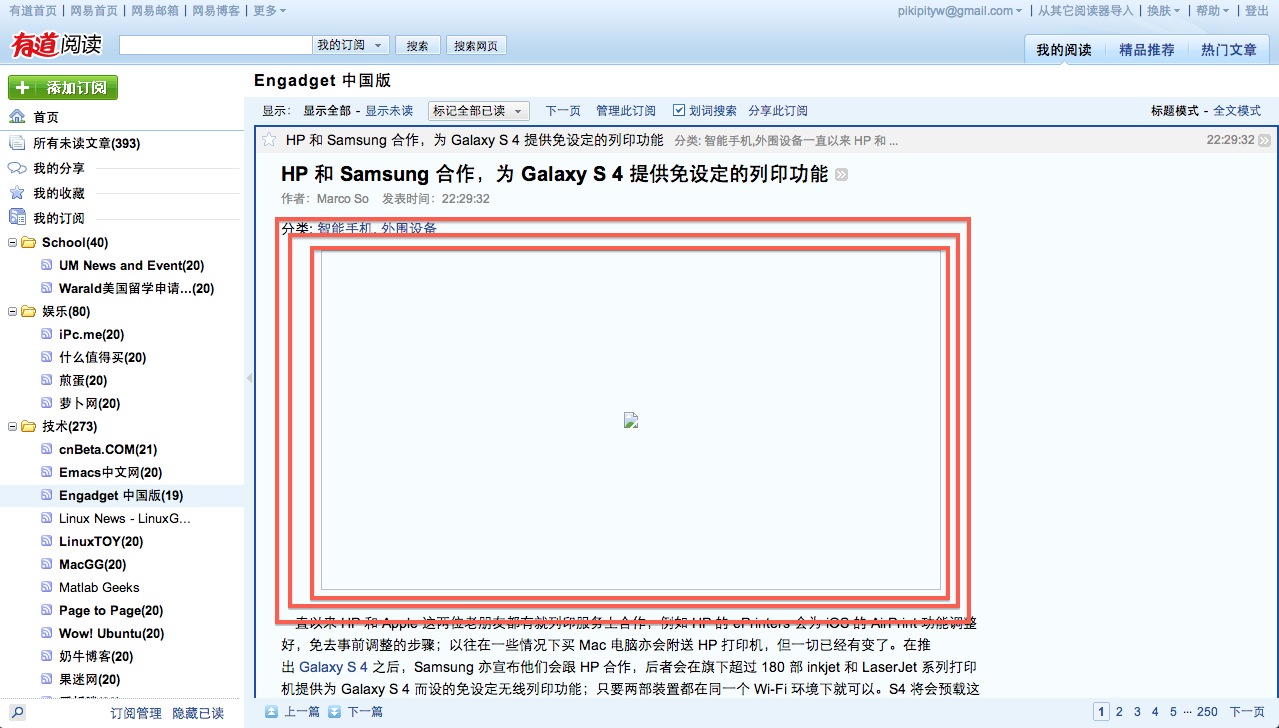 有道首页 | 网易首页 | 网易邮箱 | 网易博客 | 更多
pikipityw@gmail.com | 从其它阅读器导入 | 换肤 | 帮助 | 登出
有道阅读 我的订阅 搜索 搜索网页
我的阅读 精品推荐 热门文章
添加订阅
首页
所有未读文章(393)
我的分享
我的收藏
我的订阅
School(40)
UM News and Event(20)
Warald美国留学申请...(20)
娱乐(80)
iPc.me(20)
什么值得买(20)
煎蛋(20)
萝卜网(20)
技术(273)
cnBeta.COM(21)
Emacs中文网(20)
Engadget 中国版(19)
Linux News - LinuxG...
LinuxTOY(20)
MacGG(20)
Matlab Geeks
Page to Page(20)
Wow! Ubuntu(20)
奶牛博客(20)
果迷网(20)
订阅管理 隐藏已读
Engadget 中国版
显示: 显示全部 - 显示未读 标记全部已读 下一页 管理此订阅 划词搜索 分享此订阅
标题模式 - 全文模式
HP 和 Samsung 合作，为 Galaxy S 4 提供免设定的列印功能 分类: 智能手机,外围设备一直以来 HP 和 ... 22:29:32
HP 和 Samsung 合作，为 Galaxy S 4 提供免设定的列印功能
作者: Marco So 发表时间: 22:29:32
分类: 智能手机, 外围设备
一直以来 HP 和 Apple 这两位老朋友都有就列印服务上合作，例如 HP 的 ePrinters 会为 iOS 的 AirPrint 功能调整
好，免去事前调整的步骤；以往在一些情况下买 Mac 电脑亦会附送 HP 打印机，但一切已经有变了。在推
出 Galaxy S 4 之后，Samsung 亦宣布他们会跟 HP 合作，后者会在旗下超过 180 部 inkjet 和 LaserJet 系列打印
机提供为 Galaxy S 4 而设的免设定无线列印功能；只要两部装置都在同一个 Wi-Fi 环境下就可以。S4 将会预载这
上一篇 下一篇
1 2 3 4 5 ... 250 下一页